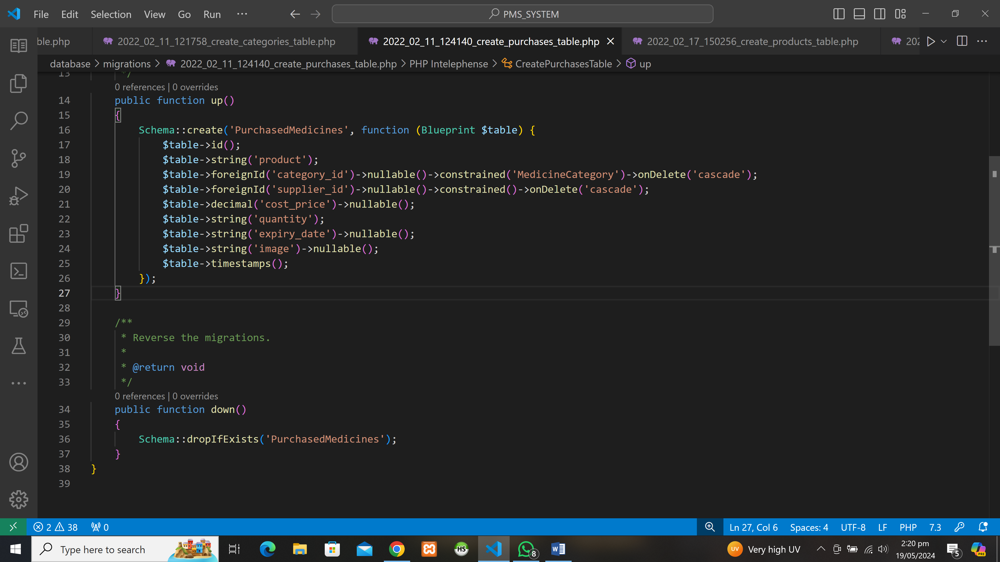 File Edit Selection View Go Run ··· PMS_SYSTEM
ble.php 2022_02_11_121758_create_categories_table.php 2022_02_11_124140_create_purchases_table.php 2022_02_17_150256_create_products_table.php 202
database > migrations > 2022_02_11_124140_create_purchases_table.php > PHP Intelephense > CreatePurchasesTable > up
13 */
0 references | 0 overrides
14 public function up()
15 {
16 Schema::create('PurchasedMedicines', function (Blueprint $table) {
17 $table->id();
18 $table->string('product');
19 $table->foreignId('category_id')->nullable()->constrained('MedicineCategory')->onDelete('cascade');
20 $table->foreignId('supplier_id')->nullable()->constrained()->onDelete('cascade');
21 $table->decimal('cost_price')->nullable();
22 $table->string('quantity');
23 $table->string('expiry_date')->nullable();
24 $table->string('image')->nullable();
25 $table->timestamps();
26 });
27 }
28
29 /**
30 * Reverse the migrations.
31 *
32 * @return void
33 */
0 references | 0 overrides
34 public function down()
35 {
36 Schema::dropIfExists('PurchasedMedicines');
37 }
38 }
39
2 38 0 Ln 27, Col 6 Spaces: 4 UTF-8 LF PHP 7.3
Type here to search HS 8 W UV Very high UV 2:20 pm 5 PRE
19/05/2024